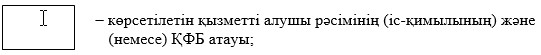 – көрсетілетін қызметті алушы рәсімінің (іс-қимылының) және
(немесе) ҚФБ атауы;